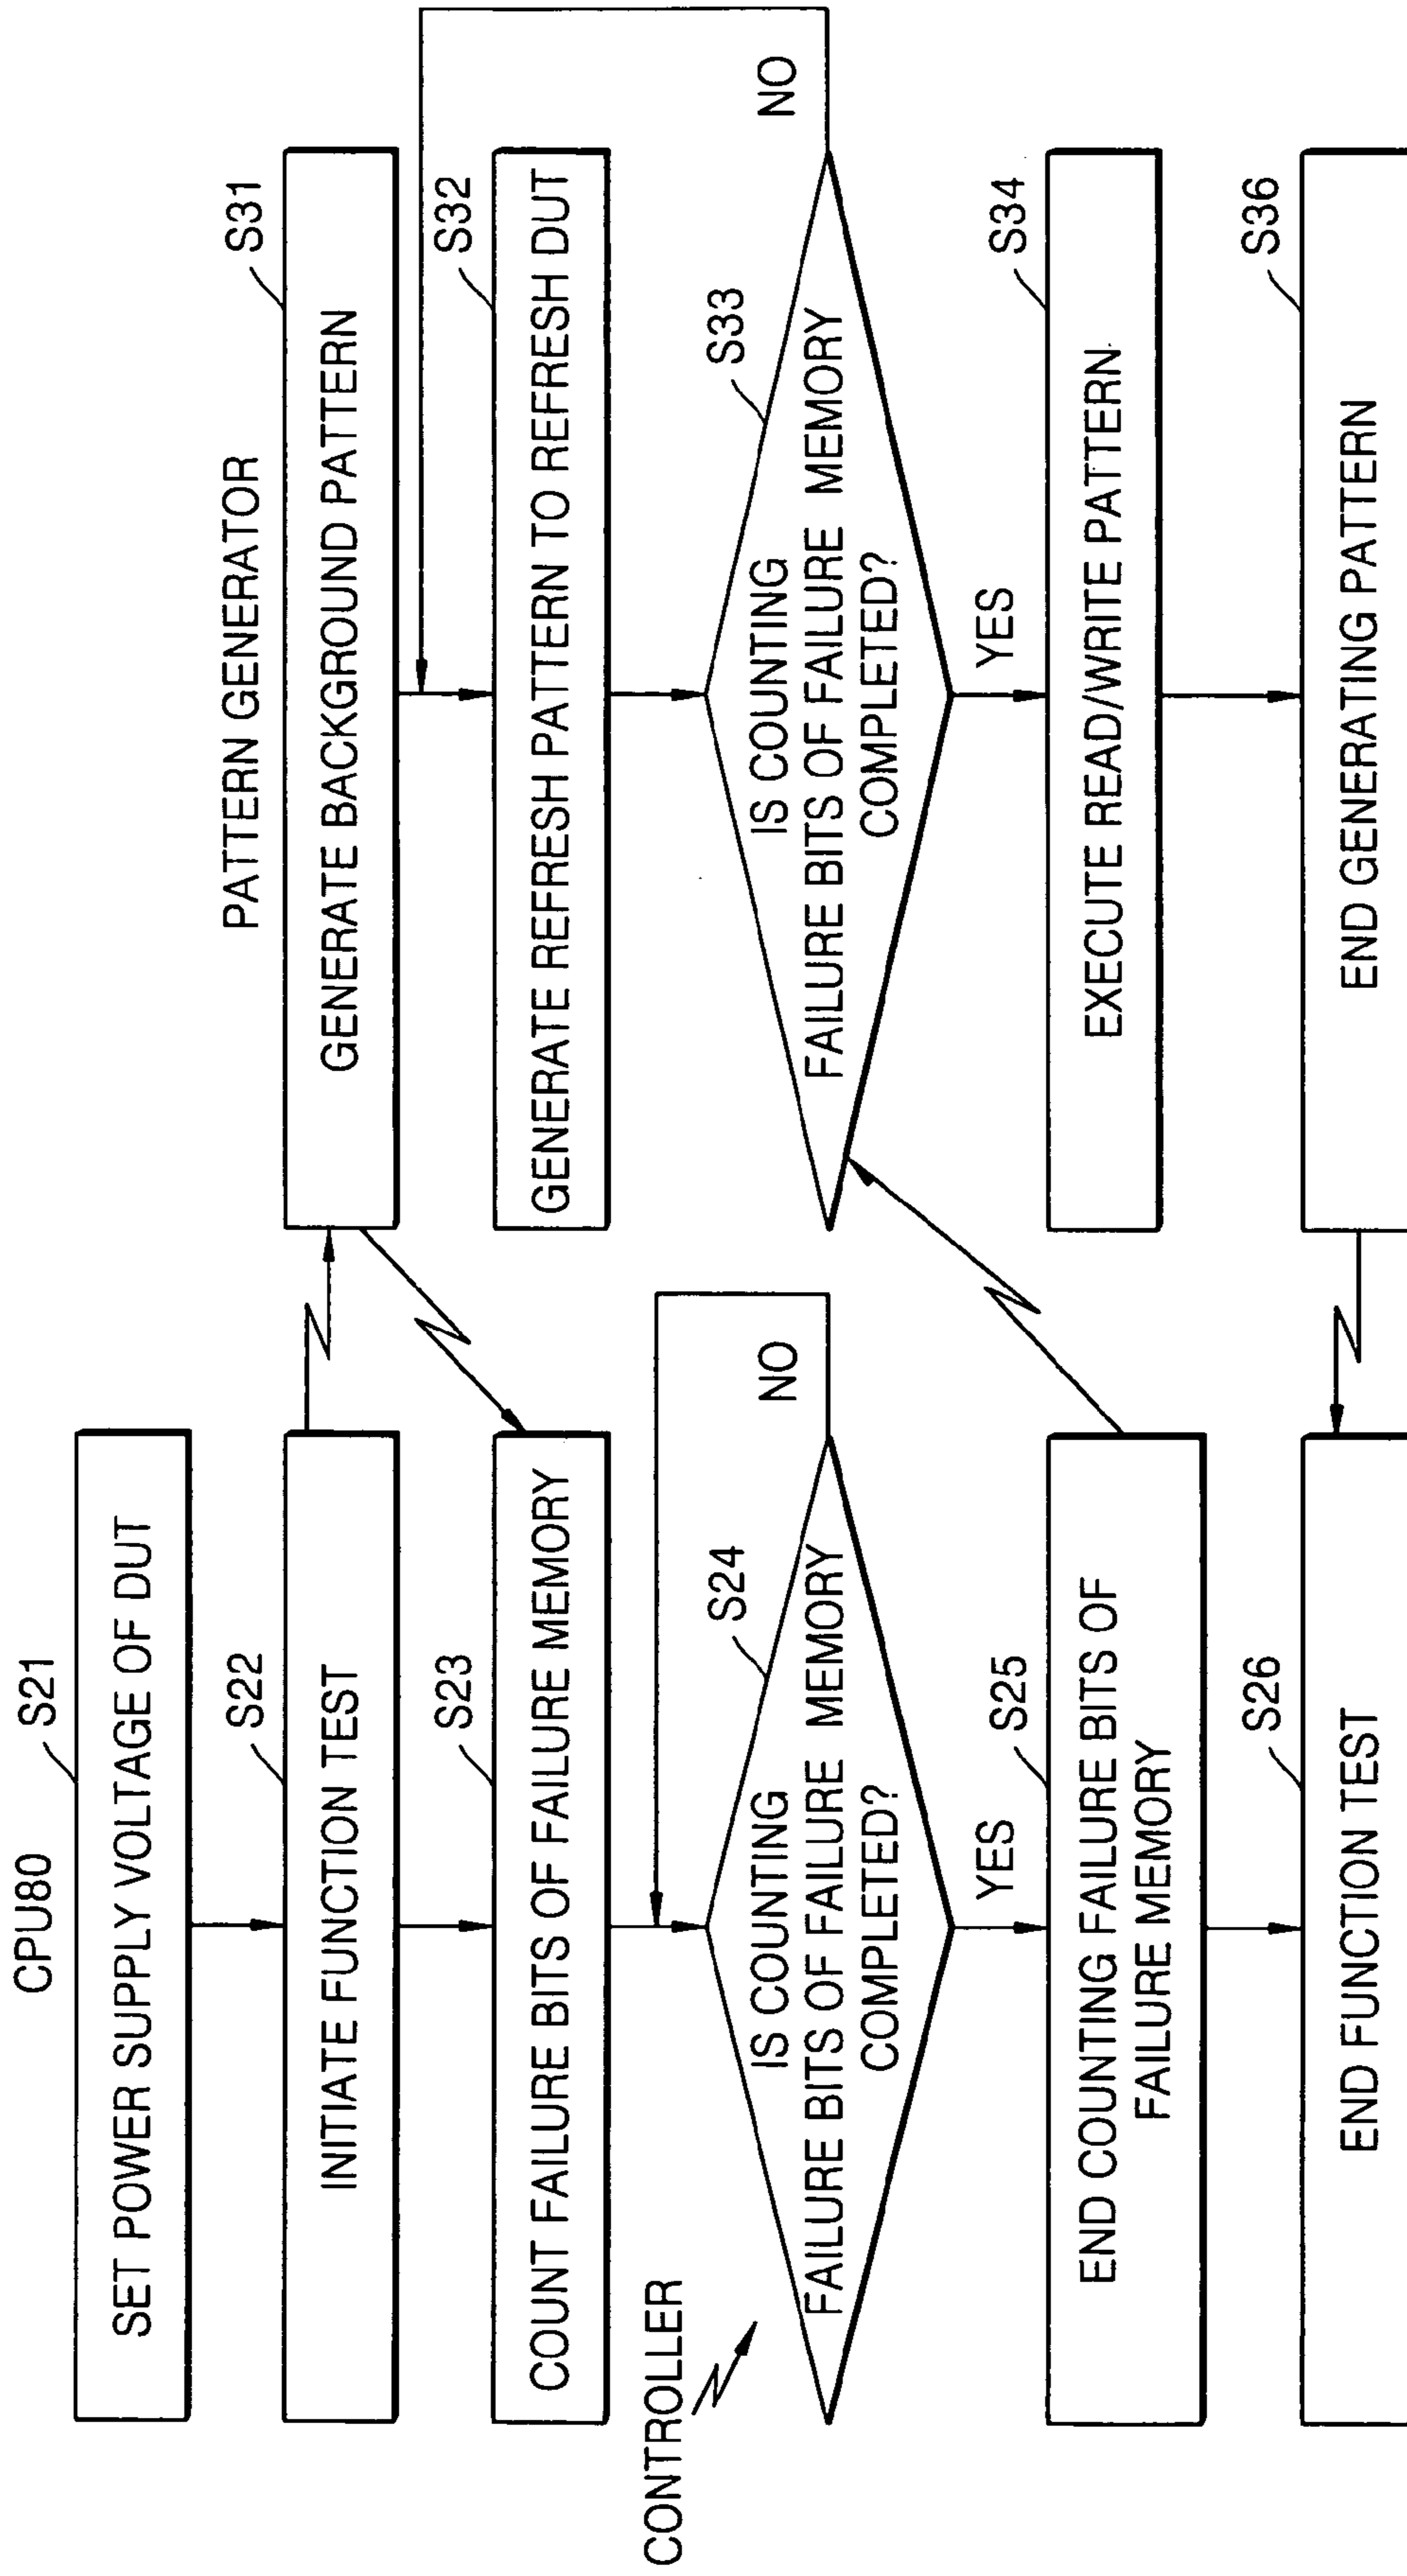 CPU80
S21
SET POWER SUPPLY VOLTAGE OF DUT
S22
INITIATE FUNCTION TEST
S23
COUNT FAILURE BITS OF FAILURE MEMORY
CONTROLLER
S24
IS COUNTING
FAILURE BITS OF FAILURE MEMORY
COMPLETED?
NO
YES
S25
END COUNTING FAILURE BITS OF
FAILURE MEMORY
S26
END FUNCTION TEST
PATTERN GENERATOR
S31
GENERATE BACKGROUND PATTERN
S32
GENERATE REFRESH PATTERN TO REFRESH DUT
S33
IS COUNTING
FAILURE BITS OF FAILURE MEMORY
COMPLETED?
NO
YES
S34
EXECUTE READ/WRITE PATTERN
S36
END GENERATING PATTERN